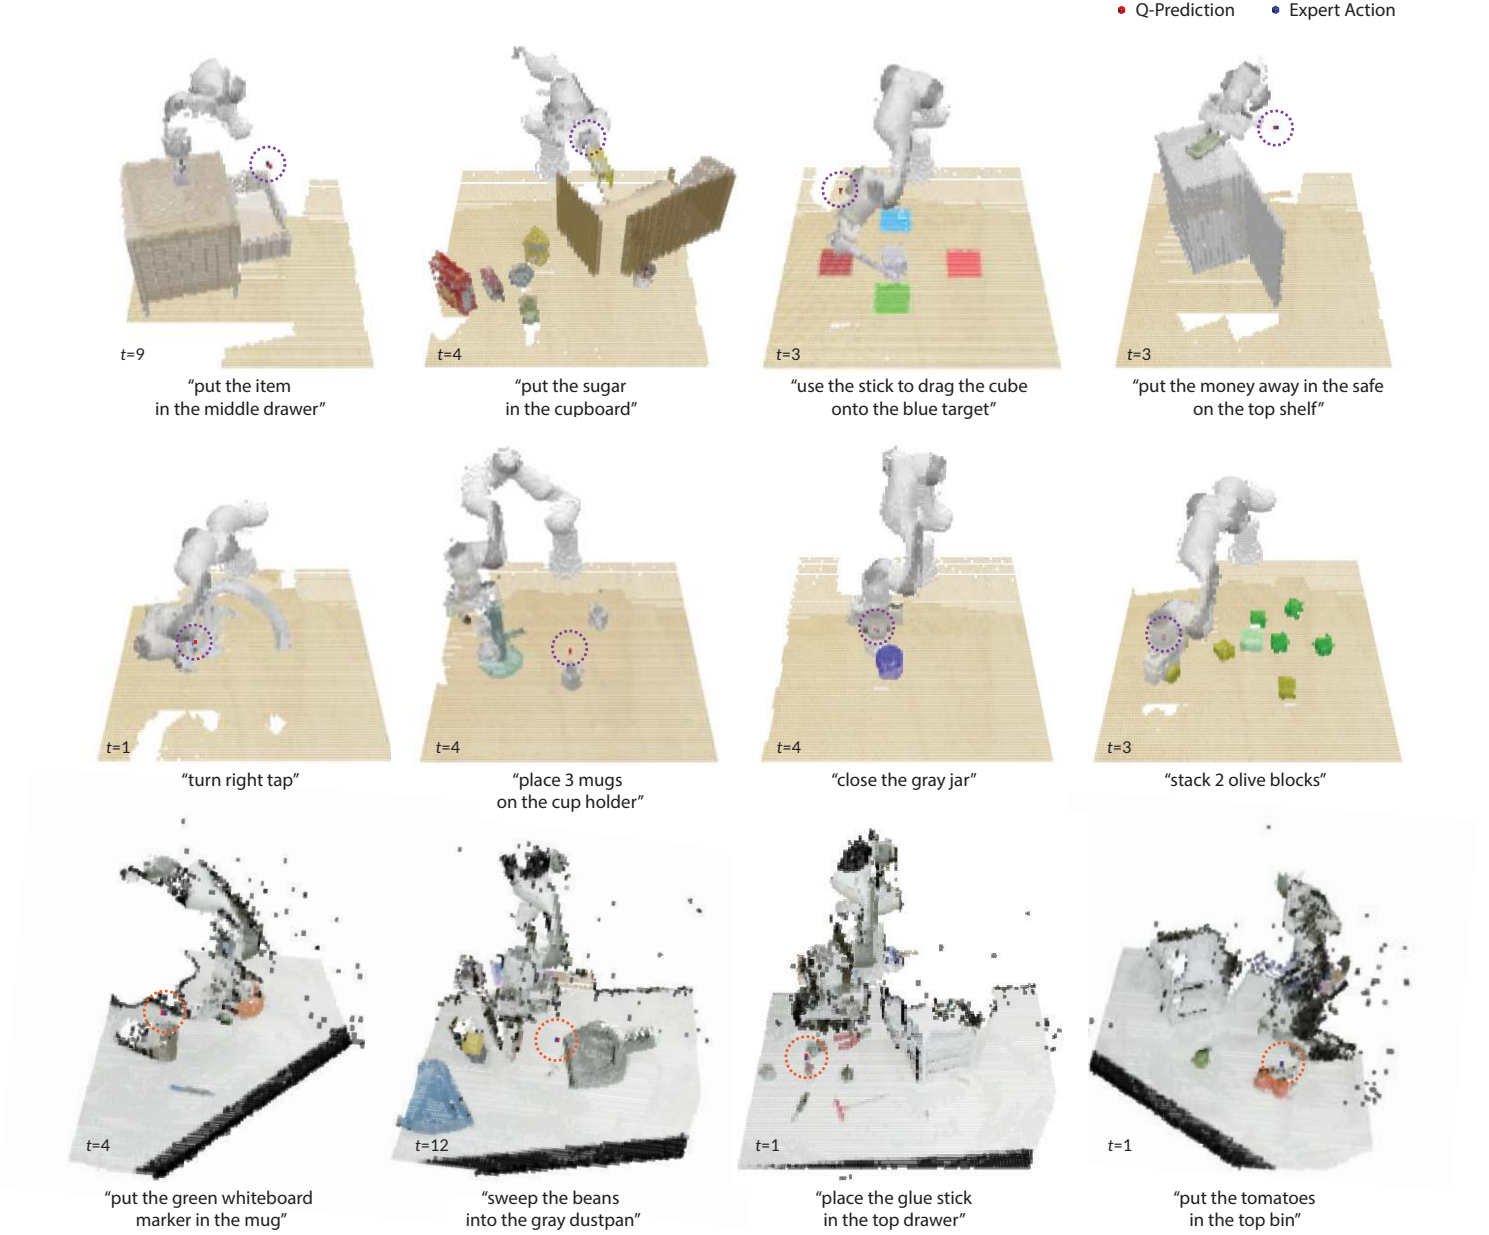 Q-Prediction Expert Action
t=9
t=4
t=3
t=3
“put the item
in the middle drawer”
“put the sugar
in the cupboard”
“use the stick to drag the cube
onto the blue target”
“put the money away in the safe
on the top shelf”
t=1
t=4
t=4
t=3
“turn right tap”
“place 3 mugs
on the cup holder”
“close the gray jar”
“stack 2 olive blocks”
t=4
t=12
t=1
t=1
“put the green whiteboard
marker in the mug”
“sweep the beans
into the gray dustpan”
“place the glue stick
in the top drawer”
“put the tomatoes
in the top bin”